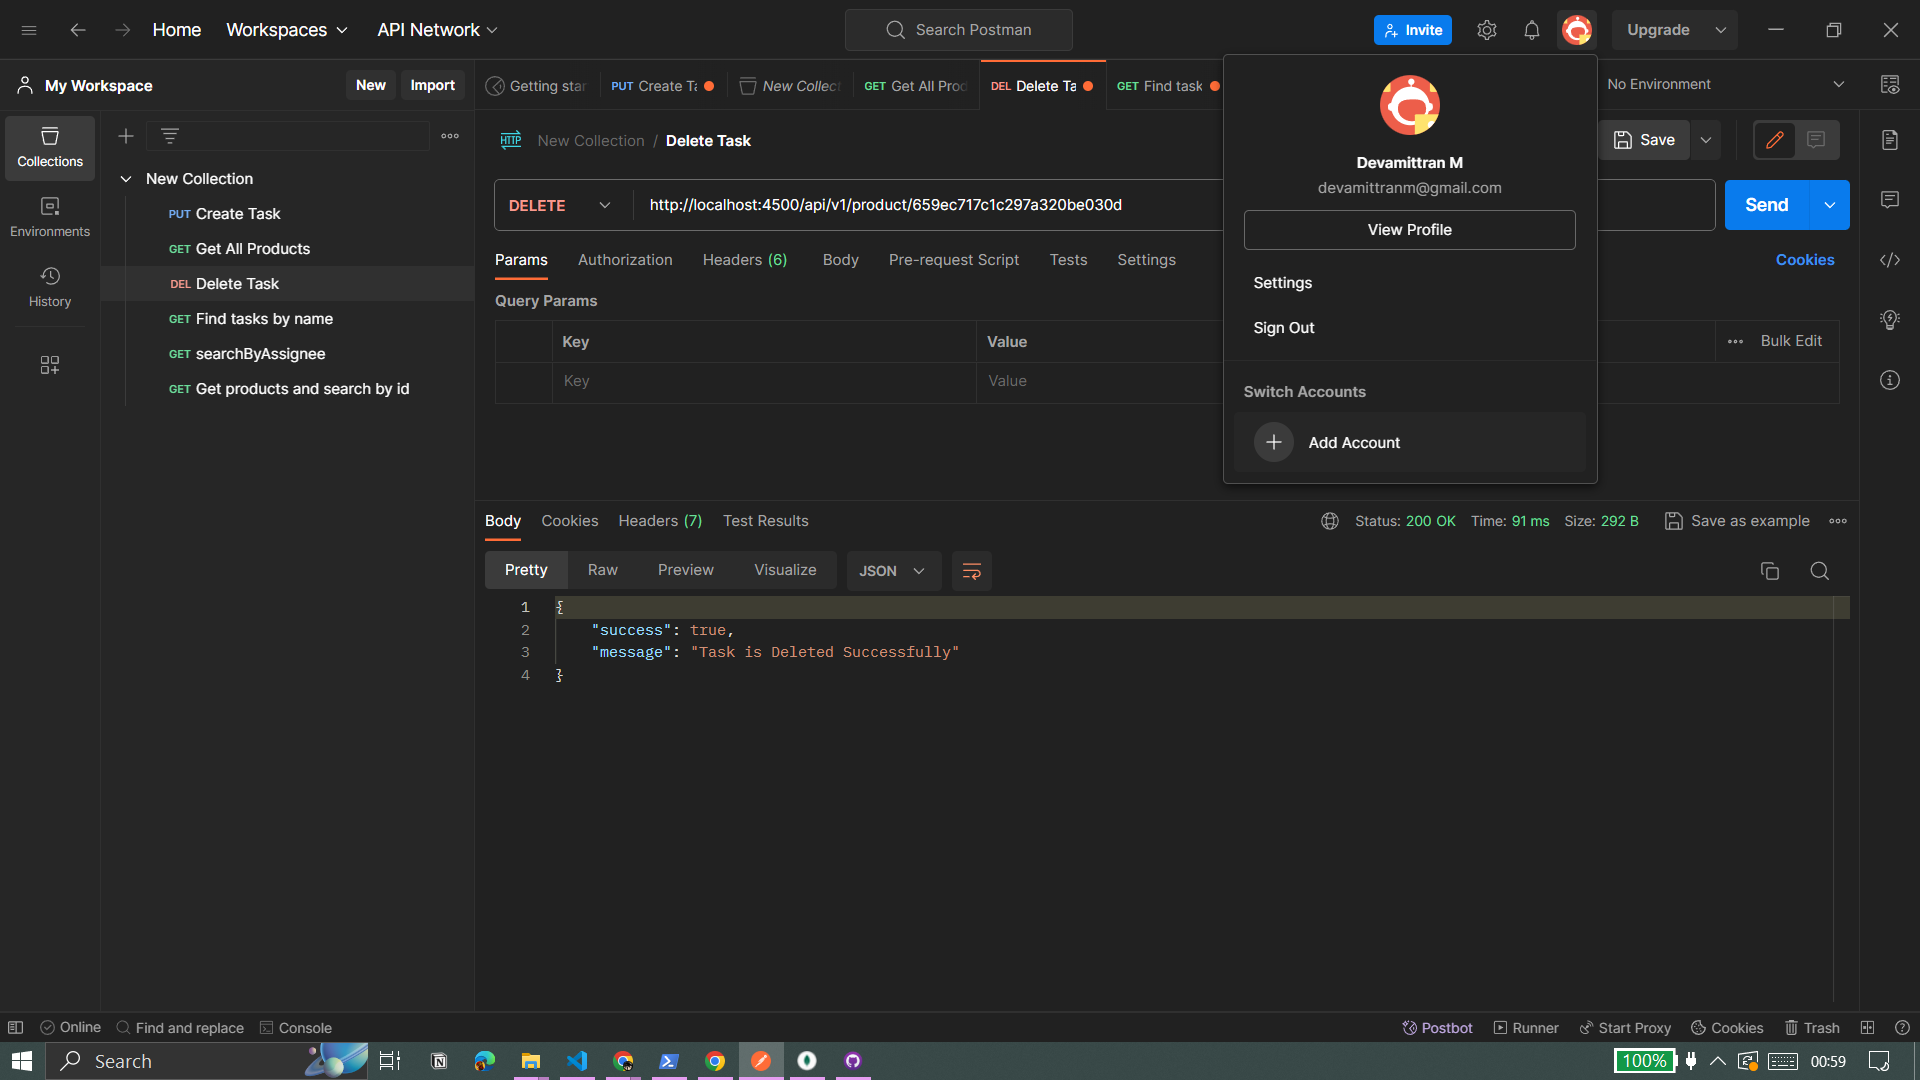 Home Workspaces API Network Search Postman Invite Upgrade
My Workspace New Import
Getting star PUT Create Ta New Collect GET Get All Prod DEL Delete Ta GET Find task No Environment
Collections
Environments
History
New Collection
PUT Create Task
GET Get All Products
DEL Delete Task
GET Find tasks by name
GET searchByAssignee
GET Get products and search by id
HTTP New Collection / Delete Task Save
DELETE http://localhost:4500/api/v1/product/659ec717c1c297a320be030d Send
Params Authorization Headers (6) Body Pre-request Script Tests Settings Cookies
Query Params
Key Value Bulk Edit
Key Value
Devamittran M
devamittranm@gmail.com
View Profile
Settings
Sign Out
Switch Accounts
Add Account
Body Cookies Headers (7) Test Results Status: 200 OK Time: 91 ms Size: 292 B Save as example
Pretty Raw Preview Visualize JSON
1 {
2 "success": true,
3 "message": "Task is Deleted Successfully"
4 }
Online Find and replace Console Postbot Runner Start Proxy Cookies Trash
Search 100% 00:59